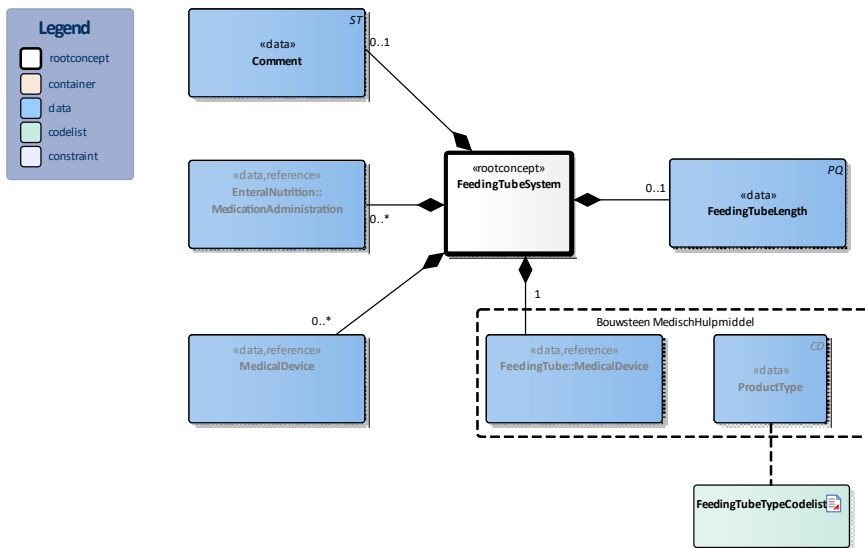 Legend
rootconcept
container
data
codelist
constraint
ST
«data»
Comment
0..1
«data,reference»
EnteralNutrition::
MedicationAdministration
0..*
«rootconcept»
FeedingTubeSystem
PQ
«data»
FeedingTubeLength
0..1
0..*
«data,reference»
MedicalDevice
1
Bouwsteen MedischHulpmiddel
«data,reference»
FeedingTube::MedicalDevice
CD
«data»
ProductType
FeedingTubeTypeCodelist